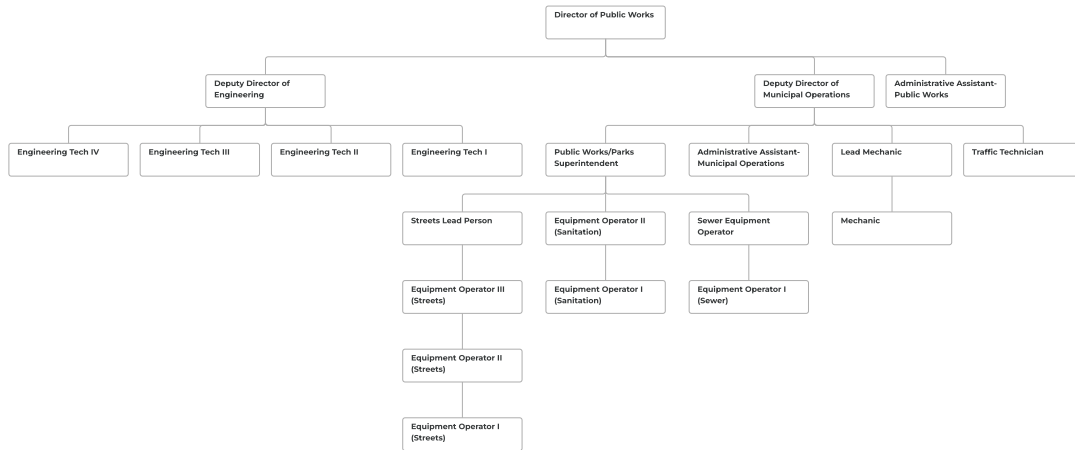 Director of Public Works
Deputy Director of
Engineering
Deputy Director of
Municipal Operations
Administrative Assistant-
Public Works
Engineering Tech IV
Engineering Tech III
Engineering Tech II
Engineering Tech I
Public Works/Parks
Superintendent
Administrative Assistant-
Municipal Operations
Lead Mechanic
Traffic Technician
Streets Lead Person
Equipment Operator II
(Sanitation)
Sewer Equipment
Operator
Mechanic
Equipment Operator III
(Streets)
Equipment Operator I
(Sanitation)
Equipment Operator I
(Sewer)
Equipment Operator II
(Streets)
Equipment Operator I
(Streets)